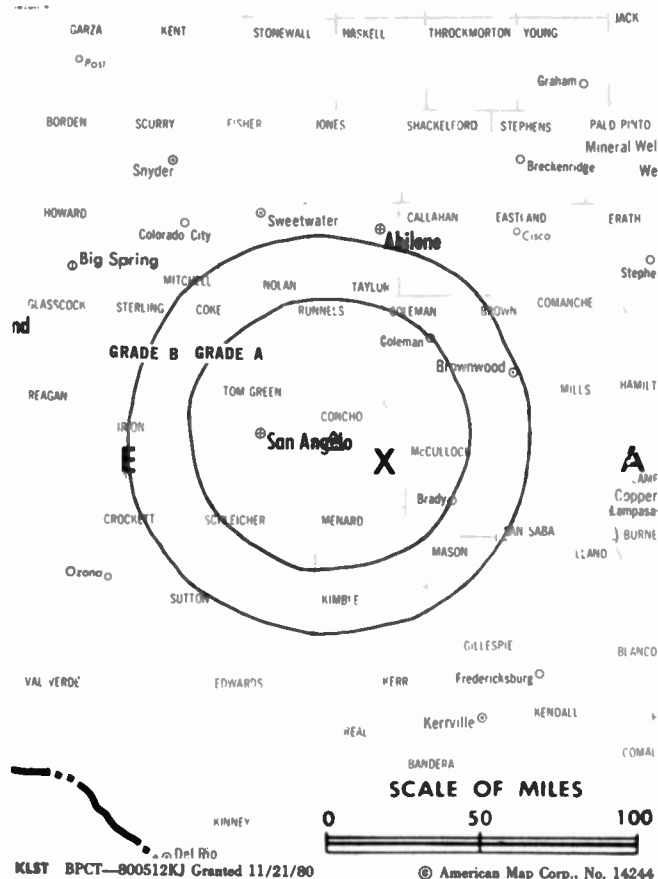 GARZA KENT STONEWALL HASKELL THROCKMORTON YOUNG JACK
Post
Graham
BORDEN SCURRY FISHER JONES SHACKELFORD STEPHENS PALO PINTO
Mineral Wel
Snyder Breckenridge We
HOWARD CALLAHAN EASTLAND ERATH
Colorado City Sweetwater Abilene Cisco
Big Spring Stephe
MITCHELL NOLAN TAYLOR
GLASSCOCK STERLING COKE RUNNELS COLEMAN BROWN COMANCHE
nd
Coleman
GRADE B GRADE A
Brownwood
REAGAN TOM GREEN MILLS HAMILT
CONCHO
IRION
San Angelo
E X McCULLOCK A
LAMP
Brady Copper
Lampasa
CROCKETT SCHLEICHER MENARD SAN SABA BURNE
MASON LLANO
Ozona
SUTTON KIMBLE
GILLESPIE BLANCO
VAL VERDE EDWARDS KERR Fredericksburg
Kerrville KENDALL
REAL
COMAL
BANDERA
SCALE OF MILES
0 50 100
KINNEY
Del Rio
KLST BPCT—800512KJ Granted 11/21/80 © American Map Corp., No. 14244